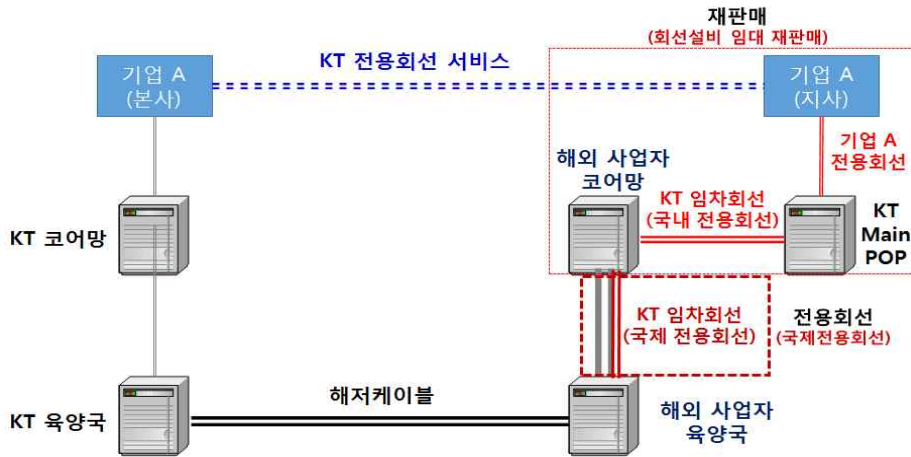 재판매
(회선설비 임대 재판매)
KT 전용회선 서비스
기업 A
(본사)
기업 A
(지사)
해외 사업자
코어망
기업 A
전용회선
KT 임차회선
(국내 전용회선)
KT 코어망
KT
Main
POP
KT 임차회선
(국제 전용회선)
전용회선
(국제전용회선)
해저케이블
KT 육양국
해외 사업자
육양국